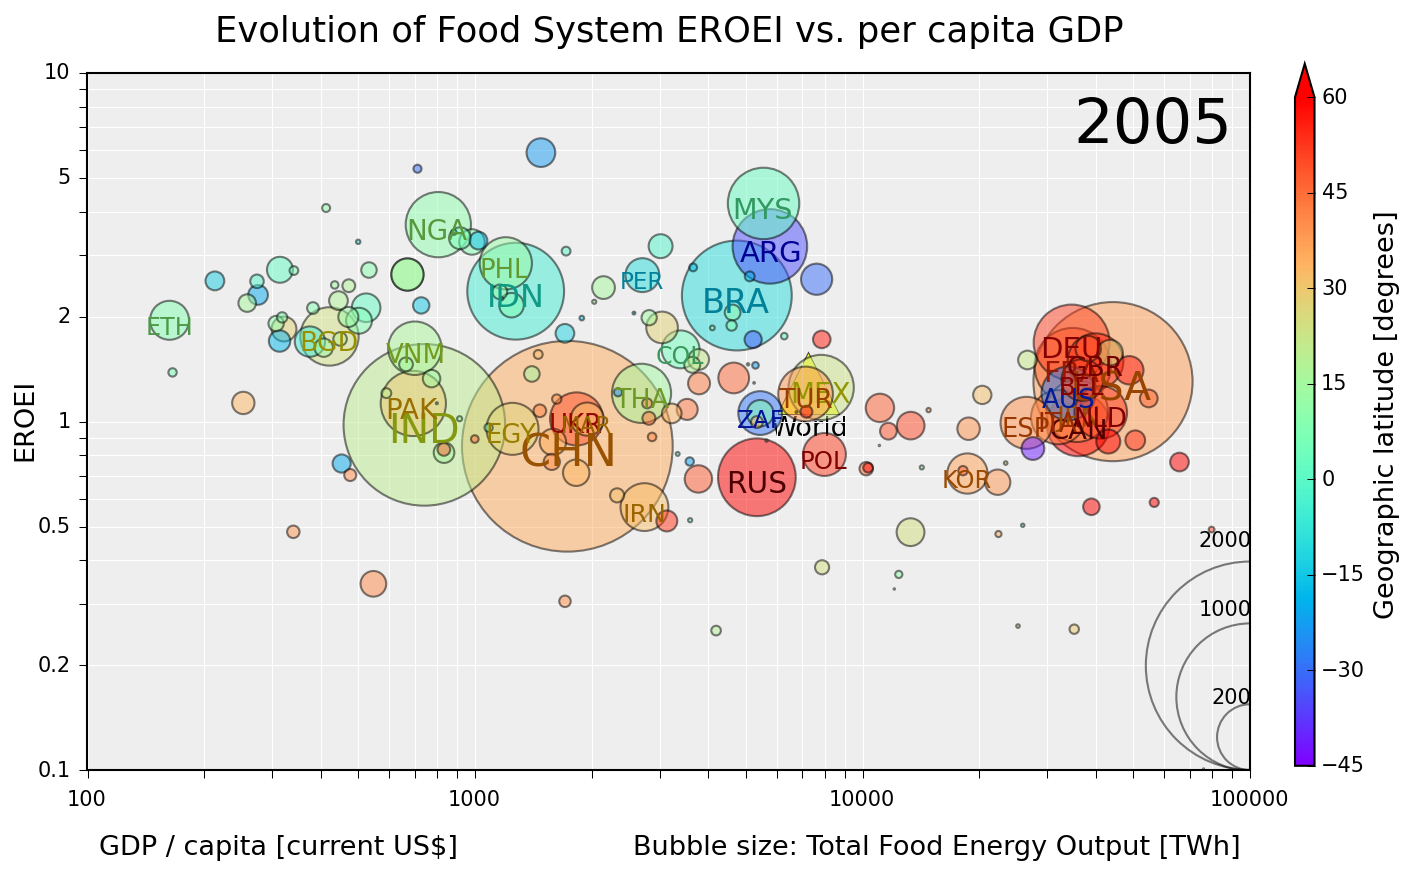 Evolution of Food System EROEI vs. per capita GDP
2005
10
5
2
1
0.5
0.2
0.1
EROEI
MYS
NGA
ARG
PHL
PER
IDN
BRA
ETH
BGD
VNM
COL
DEU
GBR
USA
THA
MEX
TUR
AUS
PAK
IND
UKR
ZAF
World
EGY
ESP
CAN
CHN
POL
RUS
KOR
IRN
2000
1000
200
100
1000
10000
100000
GDP / capita [current US$]
Bubble size: Total Food Energy Output [TWh]
60
45
30
15
0
−15
−30
−45
Geographic latitude [degrees]